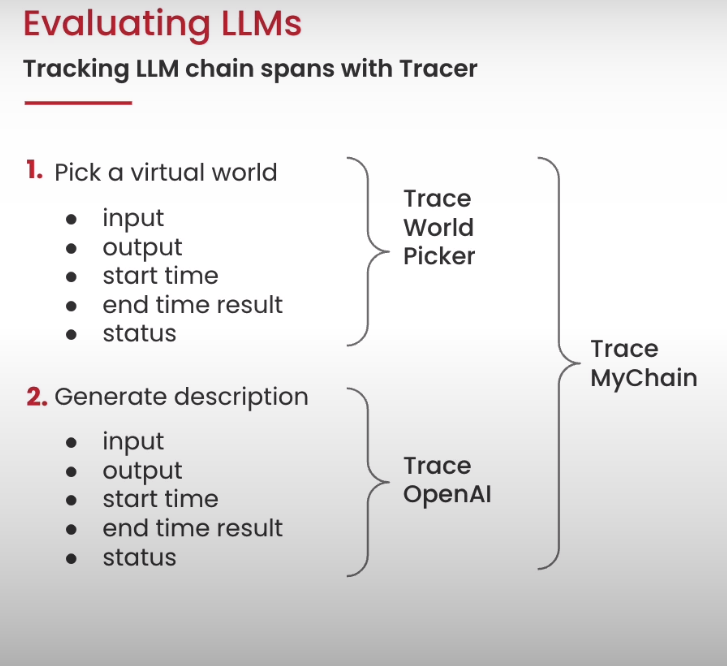 Evaluating LLMs
Tracking LLM chain spans with Tracer
1. Pick a virtual world
• input
• output
• start time
• end time result
• status
Trace
World
Picker
2. Generate description
• input
• output
• start time
• end time result
• status
Trace
OpenAI
Trace
MyChain